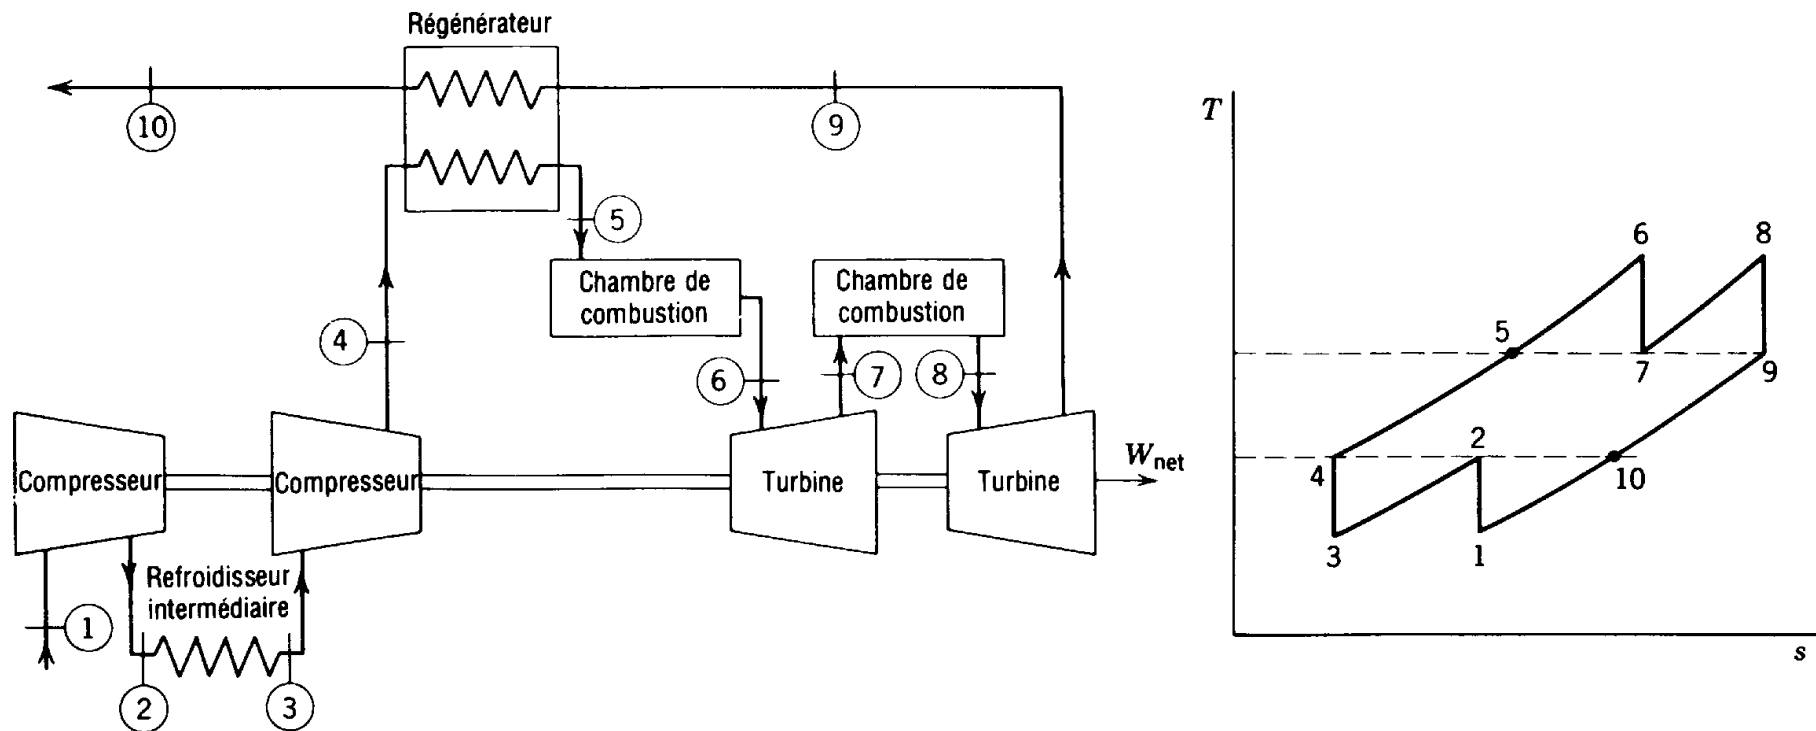 Régénérateur
10
9
5
Chambre de
combustion
Chambre de
combustion
4
6
7
8
Compresseur
Compresseur
Turbine
Turbine
Wnet
Refroidisseur
intermédiaire
1
2
3
T
6
8
5
7
9
2
4
10
3
1
s